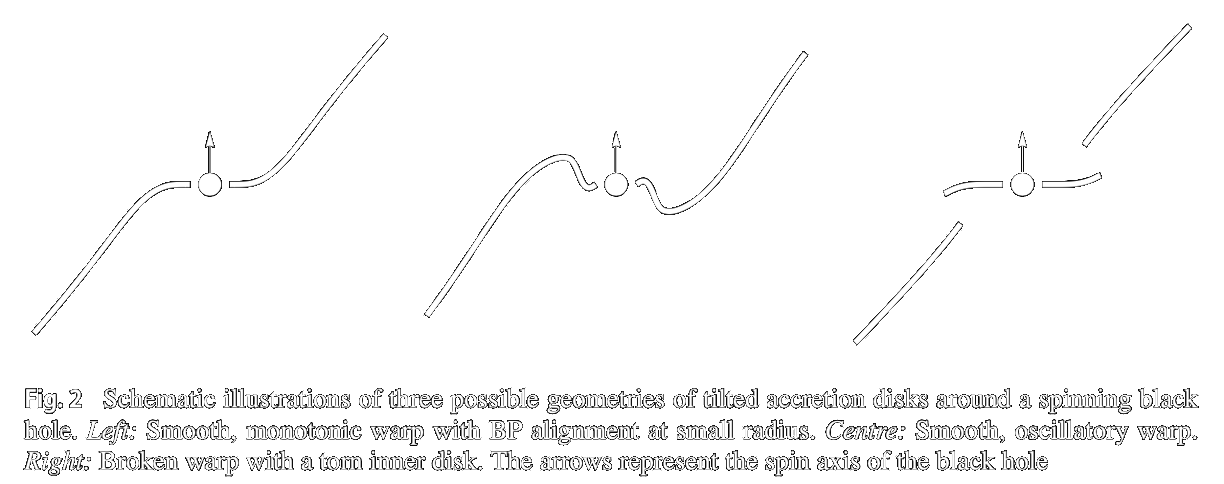 Fig. 2 Schematic illustrations of three possible geometries of tilted accretion disks around a spinning black
hole. Left: Smooth, monotonic warp with BP alignment at small radius. Centre: Smooth, oscillatory warp.
Right: Broken warp with a torn inner disk. The arrows represent the spin axis of the black hole